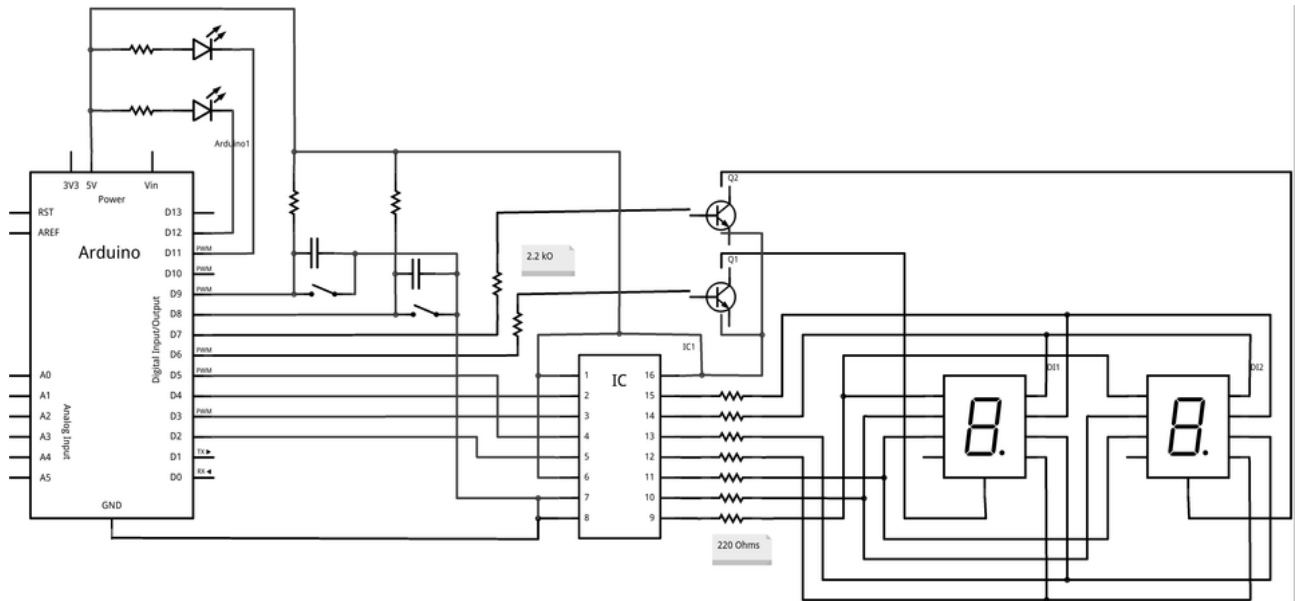 Arduino1
3V3 5V Vin
Power
RST
AREF
Arduino
D13
D12
D11 PWM
D10 PWM
D9 PWM
D8
D7
D6 PWM
D5 PWM
D4
D3 PWM
D2
D1 TX ▶
D0 RX ◀
Digital Input/Output
A0
A1
A2
A3
A4
A5
Analog Input
GND
2.2 kO
Q2
Q1
IC1
IC
1
2
3
4
5
6
7
8
16
15
14
13
12
11
10
9
220 Ohms
DI1
8.
DI2
8.